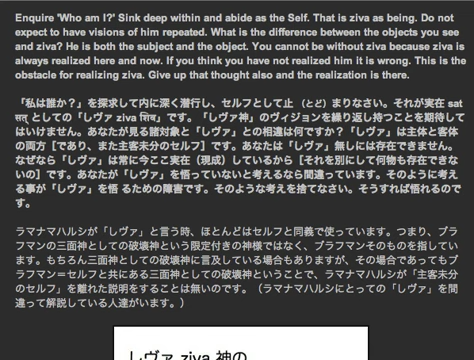 Enquire 'Who am I?' Sink deep within and abide as the Self. That is ziva as being. Do not
expect to have visions of him repeated. What is the difference between the objects you see
and ziva? He is both the subject and the object. You cannot be without ziva because ziva is
always realized here and now. If you think you have not realized him it is wrong. This is the
obstacle for realizing ziva. Give up that thought also and the realization is there.
「私は誰か？」を探求して内に深く潜行し、セルフとして止（とど）まりなさい。それが実在 sat
सत् としての「レヴァ ziva शिव」です。「レヴァ神」のヴィジョンを繰り返し持つことを期待して
はいけません。あなたが見る諸対象と「レヴァ」との相違は何ですか？「レヴァ」は主体と客体
の両方［であり、また主客未分のセルフ］です。あなたは「レヴァ」無しには存在できません。
なぜなら「レヴァ」は常に今ここ実在（現成）しているから［それを別にして何物も存在できな
いの］です。あなたが「レヴァ」を悟っていないと考えるなら間違っています。そのように考え
る事が「レヴァ」を悟 るための障害です。そのような考えを捨てなさい。そうすれば悟れるので
す。
ラマナマハルシが「レヴァ」と言う時、ほとんどはセルフと同義で使っています。つまり、ブラ
フマンの三面神としての破壊神という限定付きの神様ではなく、ブラフマンそのものを指してい
ます。もちろん三面神としての破壊神に言及している場合もありますが、その場合であってもブ
ラフマン＝セルフと共にある三面神としての破壊神ということで、ラマナマハルシが「主客未分
のセルフ」を離れた説明をすることは無いのです。（ラマナマハルシにとっての「レヴァ」を間
違って解説している人達がいます。）
レヴァ ziva 神の